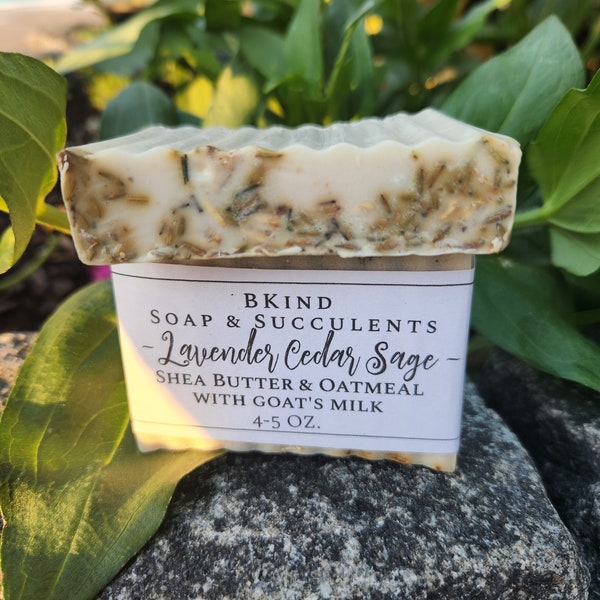 BKind
Soap & Succulents
- Lavender Cedar Sage -
Shea Butter & Oatmeal
with goat's milk
4-5 oz.